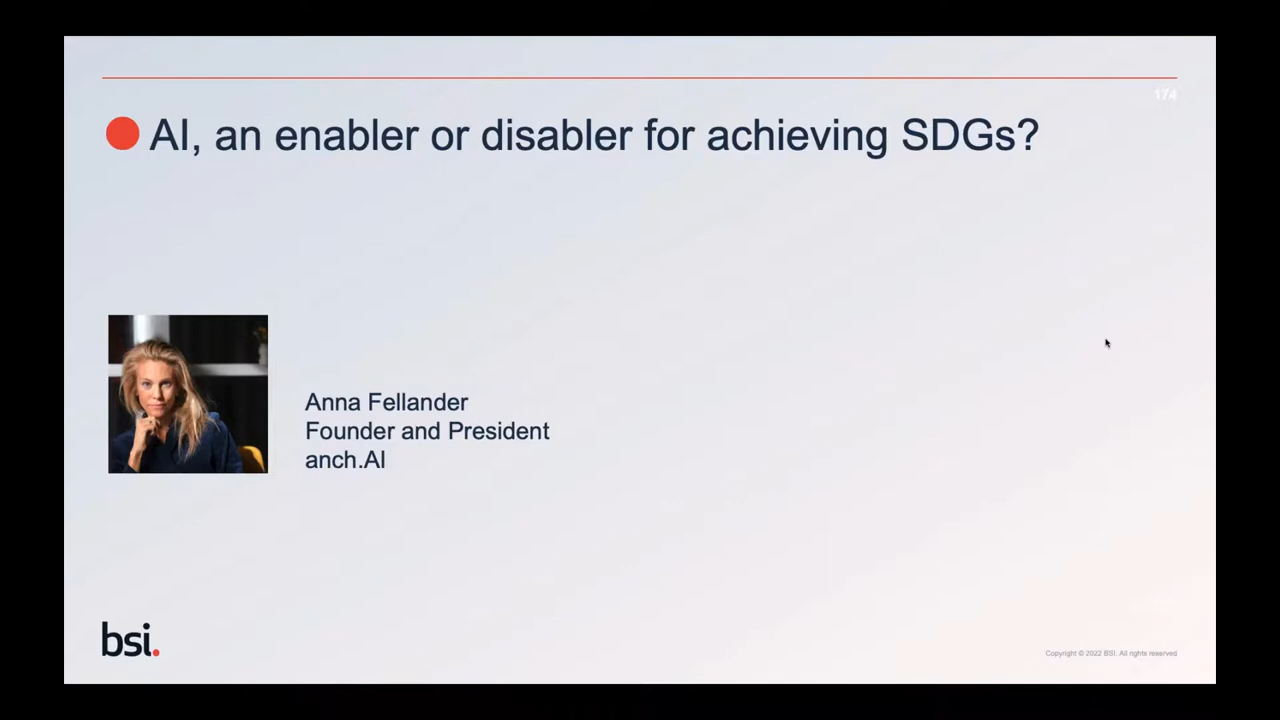 174
AI, an enabler or disabler for achieving SDGs?
Anna Fellander
Founder and President
anch.AI
bsi.
Copyright © 2022 BSI. All rights reserved